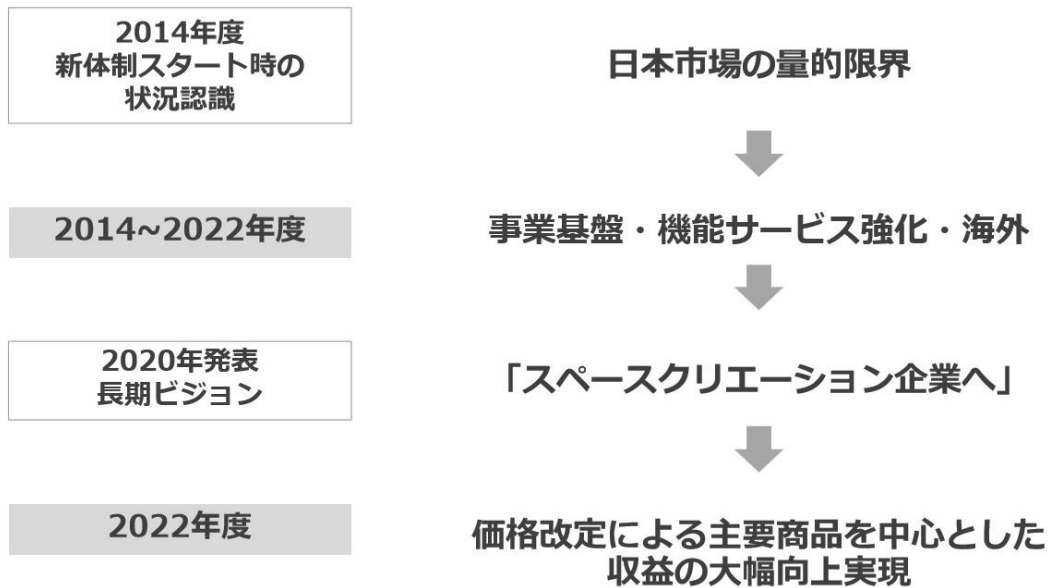 2014年度
新体制スタート時の
状況認識
日本市場の量的限界
2014~2022年度
事業基盤・機能サービス強化・海外
2020年発表
長期ビジョン
「スペースクリエーション企業へ」
2022年度
価格改定による主要商品を中心とした
収益の大幅向上実現